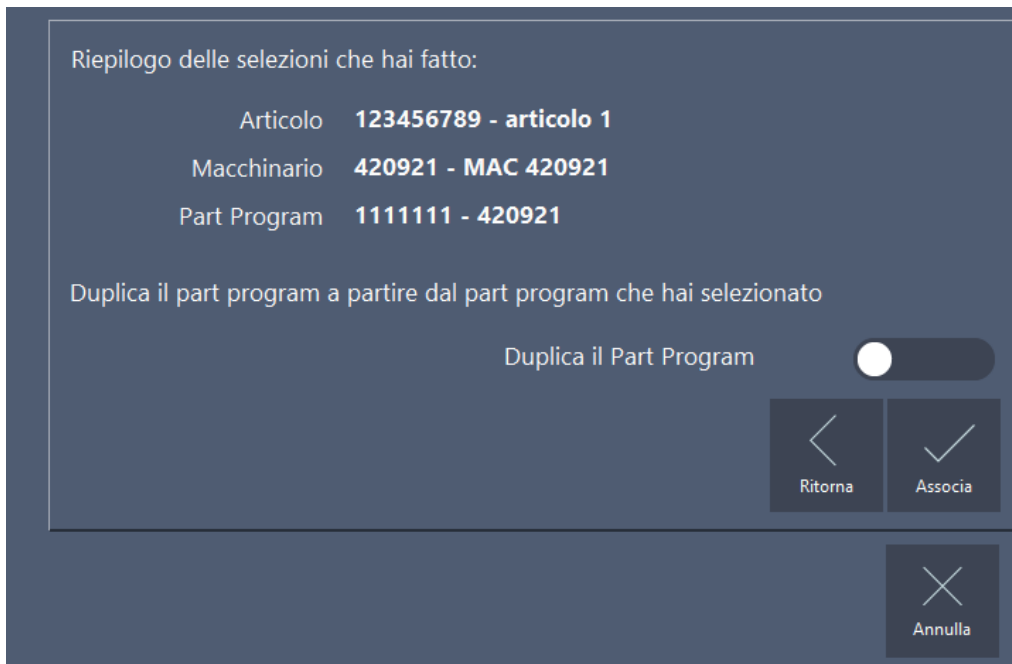 Riepilogo delle selezioni che hai fatto:
Articolo 123456789 - articolo 1
Macchinario 420921 - MAC 420921
Part Program 1111111 - 420921
Duplica il part program a partire dal part program che hai selezionato
Duplica il Part Program
Ritorna Associa
Annulla